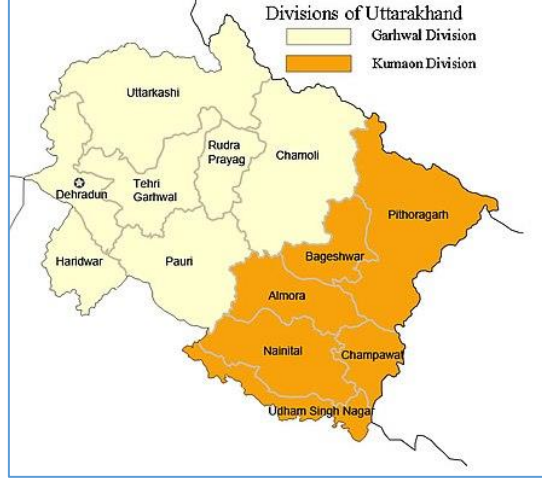 Divisions of Uttarakhand
Garhwal Division
Kumaon Division
Uttarkashi
Rudra
Prayag
Chamoli
Tehri
Garhwal
Dehradun
Pithoragarh
Haridwar
Pauri
Bageshwar
Almora
Nainital
Champawat
Udham Singh Nagar